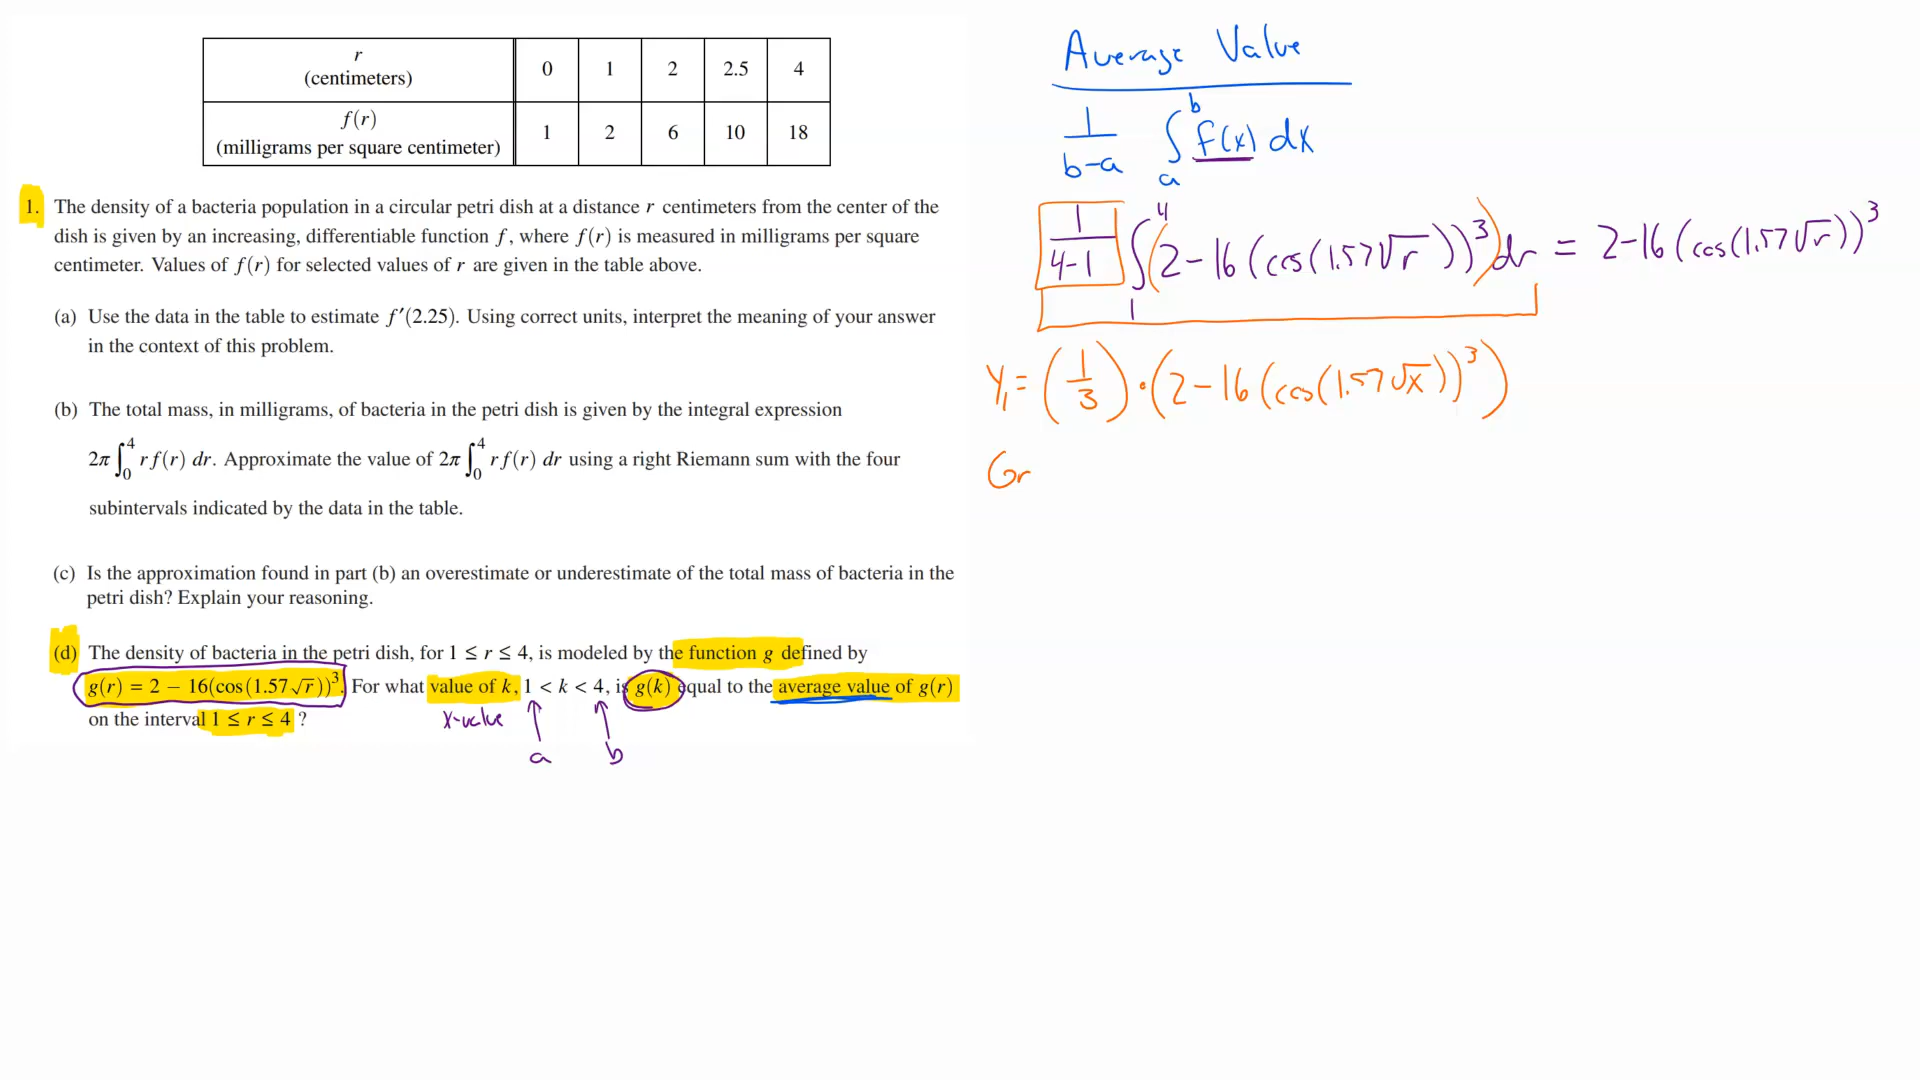 r
(centimeters) 0 1 2 2.5 4
f(r)
(milligrams per square centimeter) 1 2 6 10 18
1. The density of a bacteria population in a circular petri dish at a distance r centimeters from the center of the
dish is given by an increasing, differentiable function f, where f(r) is measured in milligrams per square
centimeter. Values of f(r) for selected values of r are given in the table above.
(a) Use the data in the table to estimate f′(2.25). Using correct units, interpret the meaning of your answer
in the context of this problem.
(b) The total mass, in milligrams, of bacteria in the petri dish is given by the integral expression
2π∫₀⁴ r f(r) dr. Approximate the value of 2π∫₀⁴ r f(r) dr using a right Riemann sum with the four
subintervals indicated by the data in the table.
(c) Is the approximation found in part (b) an overestimate or underestimate of the total mass of bacteria in the
petri dish? Explain your reasoning.
(d) The density of bacteria in the petri dish, for 1 ≤ r ≤ 4, is modeled by the function g defined by
g(r) = 2 − 16(cos(1.57√r))³. For what value of k, 1 < k < 4, is g(k) equal to the average value of g(r)
on the interval 1 ≤ r ≤ 4 ?
x-value
a b
Average Value
1/(b-a) ∫ₐᵇ f(x) dx
1/(4-1) ∫₁⁴ (2-16(cos(1.57√r))³) dr = 2-16(cos(1.57√r))³
Y₁ = (1/3)·(2-16(cos(1.57√x))³)
Gr